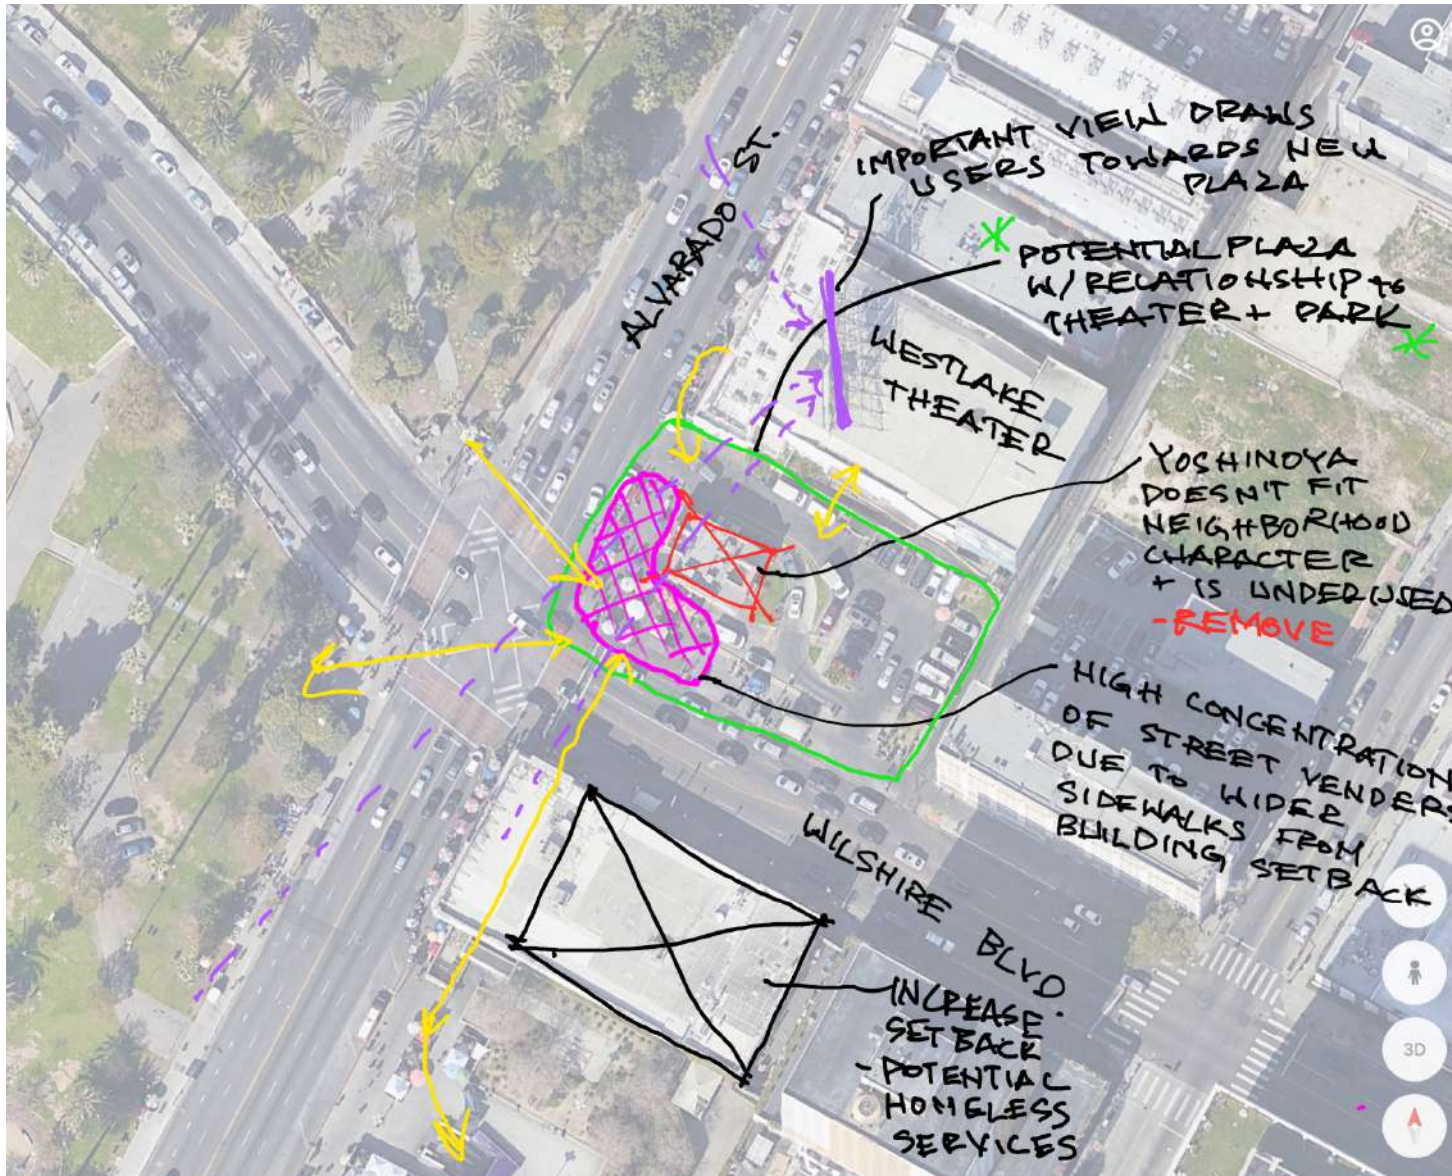 IMPORTANT VIEW DRAWS
USERS TOWARDS NEW
PLAZA
ALVARADO ST.
POTENTIAL PLAZA
W/ RELATIONSHIP to
THEATER + PARK
WESTLAKE
THEATER
YOSHINOYA
DOESN'T FIT
NEIGHBORHOOD
CHARACTER
+ IS UNDERUSED
- REMOVE
HIGH CONCENTRATION
OF STREET VENDERS
DUE TO WIDER
SIDEWALKS FROM
BUILDING SETBACK
WILSHIRE BLVD.
INCREASE
SETBACK
- POTENTIAL
HOMELESS
SERVICES
3D